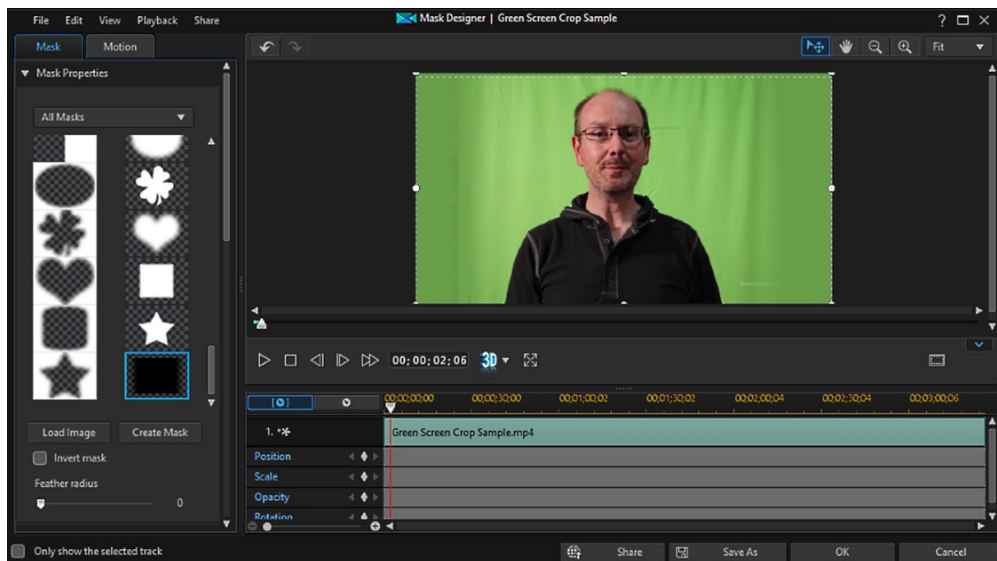 File Edit View Playback Share
Mask Designer | Green Screen Crop Sample
?
Mask Motion
Fit
Mask Properties
All Masks
00;00;02;06 3D
00;00;00;00 00;00;30;00 00;01;00;02 00;01;30;02 00;02;00;04 00;02;30;04 00;03;00;06
Load Image Create Mask
1. Green Screen Crop Sample.mp4
Invert mask
Position
Feather radius
Scale
0
Opacity
Rotation
Only show the selected track
Share Save As OK Cancel